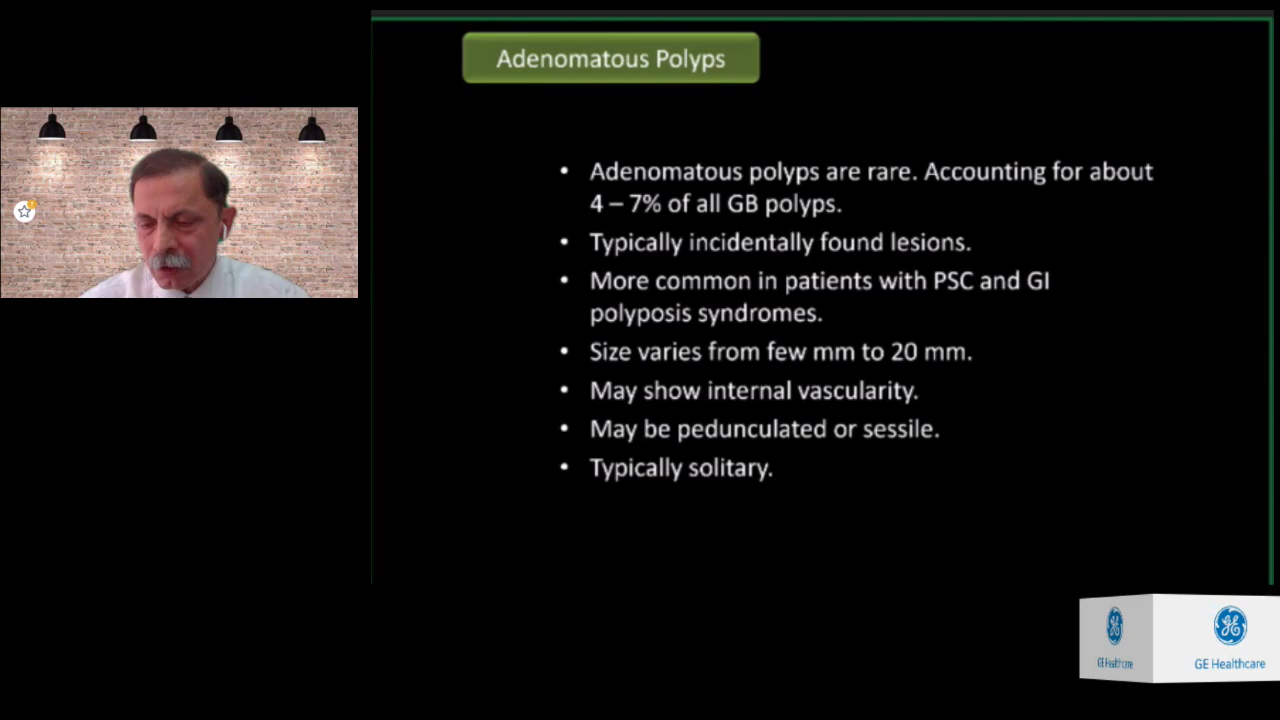 Adenomatous Polyps
• Adenomatous polyps are rare. Accounting for about
4 – 7% of all GB polyps.
• Typically incidentally found lesions.
• More common in patients with PSC and GI
polyposis syndromes.
• Size varies from few mm to 20 mm.
• May show internal vascularity.
• May be pedunculated or sessile.
• Typically solitary.
GE Healthcare
GE Healthcare